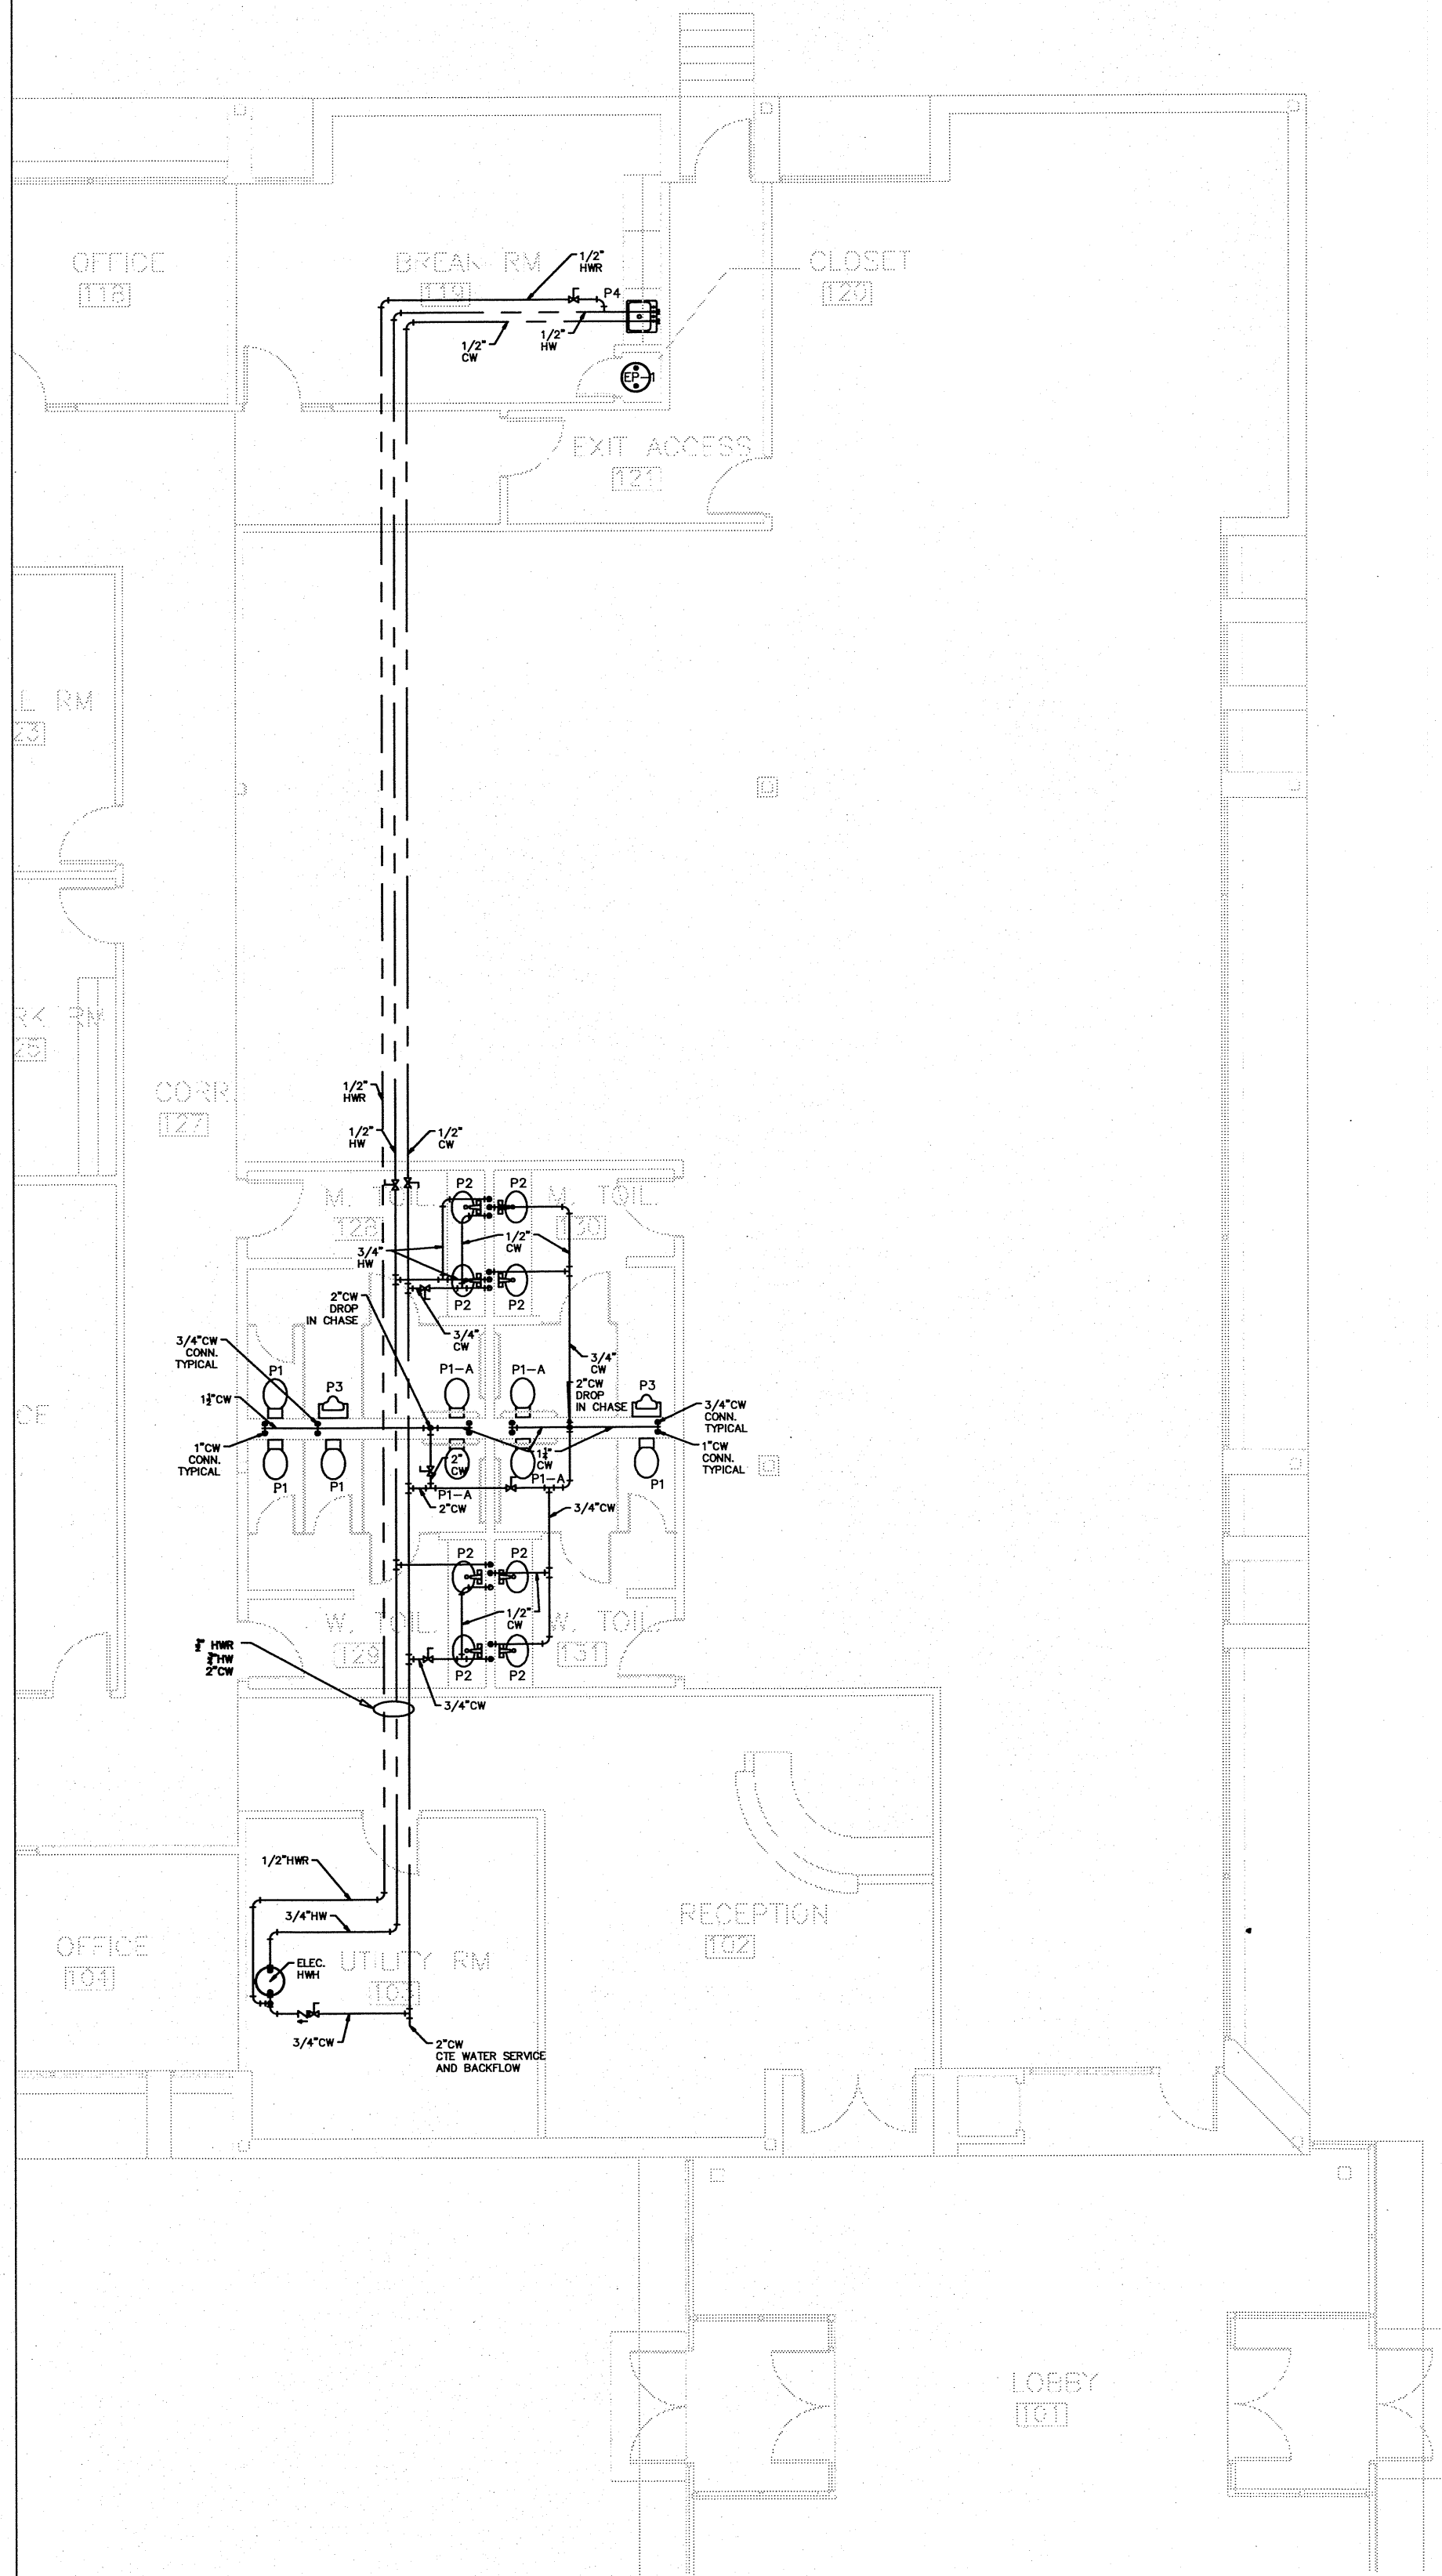 OFFICE
118
BREAK RM
119
1/2"
HWR
P4
CLOSET
120
1/2"
CW
1/2"
HW
EP-1
EXIT ACCESS
121
RM
23
RM
25
CORR.
127
1/2"
HWR
1/2"
HW
1/2"
CW
M. TOIL.
128
P2
P2
M. TOIL.
130
3/4"
HW
1/2"
CW
P2
P2
2"CW
DROP
IN CHASE
3/4"
CW
3/4"
CW
3/4"CW
CONN.
TYPICAL
P1
P3
P1-A
P1-A
2"CW
DROP
IN CHASE
P3
3/4"CW
CONN.
TYPICAL
1½"CW
CE
1"CW
CONN.
TYPICAL
P1
P1
2"
CW
P1-A
2"CW
1½"
CW
P1-A
1"CW
CONN.
TYPICAL
P1
3/4"CW
P2
P2
1/2"
CW
W. TOIL.
129
W. TOIL.
131
P2
P2
HWR
HW
2"CW
3/4"CW
1/2"HWR
3/4"HW
ELEC.
HWH
UTILITY RM
103
OFFICE
104
RECEPTION
102
3/4"CW
2"CW
CTE WATER SERVICE
AND BACKFLOW
LOBBY
101